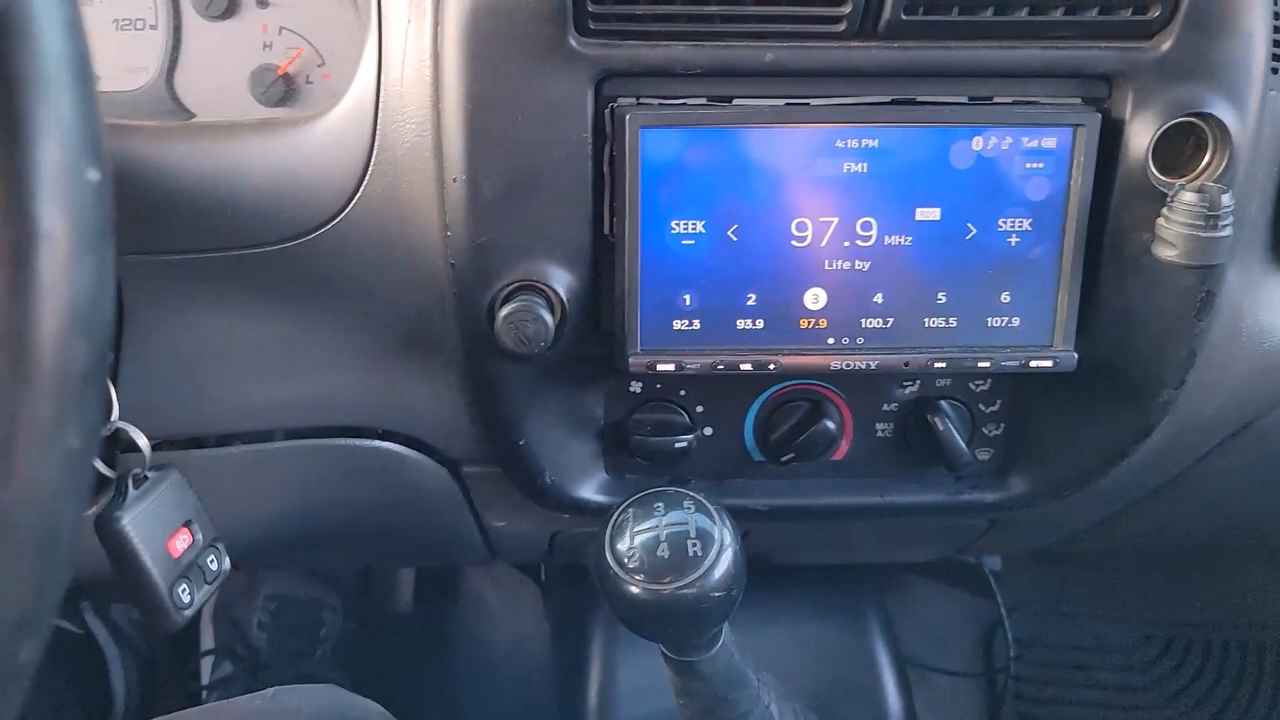 120
H
L
4:16 PM
FM1
RDS
SEEK
−
97.9
MHz
SEEK
+
Life by
1 2 3 4 5 6
92.3 93.9 97.9 100.7 105.5 107.9
− VOL +
SONY
OFF
A/C
MAX
A/C
1 3 5
2 4 R